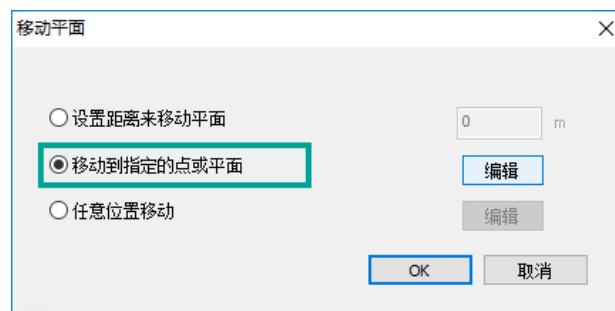 移动平面
设置距离来移动平面 0 m
移动到指定的点或平面 编辑
任意位置移动 编辑
OK 取消